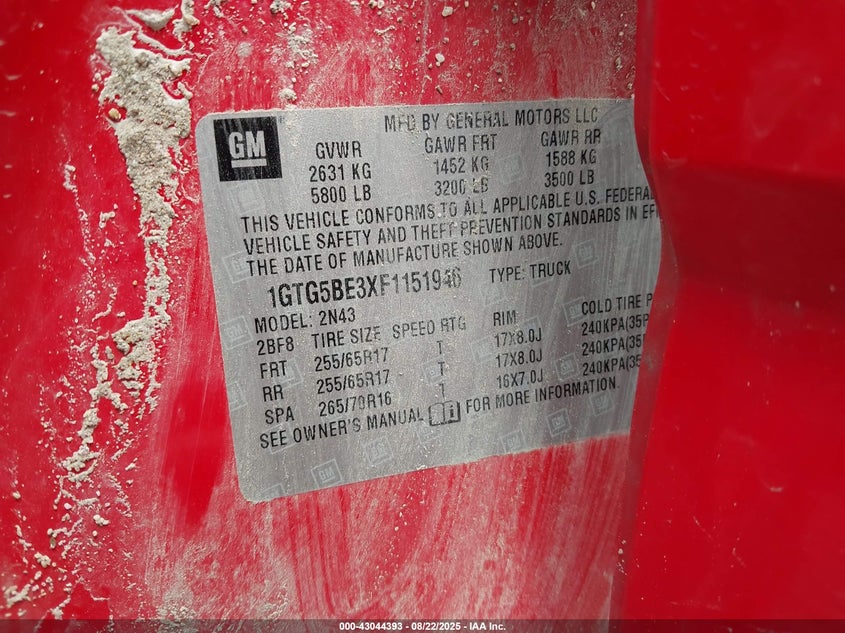 GM
MFD BY GENERAL MOTORS LLC
GVWR GAWR FRT GAWR RR
2631 KG 1452 KG 1588 KG
5800 LB 3200 LB 3500 LB
THIS VEHICLE CONFORMS TO ALL APPLICABLE U.S. FEDERAL
VEHICLE SAFETY AND THEFT PREVENTION STANDARDS IN EFF
THE DATE OF MANUFACTURE SHOWN ABOVE.
1GTG5BE3XF1151946 TYPE: TRUCK
MODEL: 2N43
2BF8 TIRE SIZE SPEED RTG RIM COLD TIRE P
FRT 255/65R17 T 17X8.0J 240KPA(35P
RR 255/65R17 T 17X8.0J 240KPA(35P
SPA 265/70R16 T 16X7.0J 240KPA(35
SEE OWNER'S MANUAL FOR MORE INFORMATION.
000-43044393 - 08/22/2025 - IAA Inc.